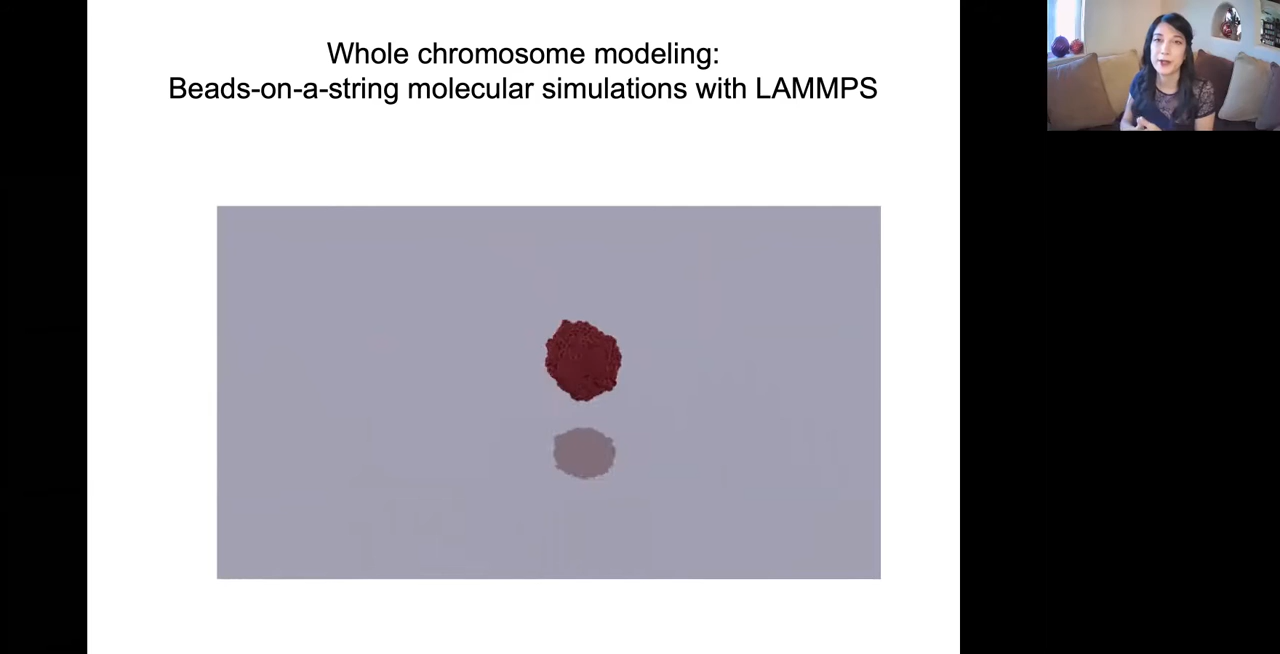 Whole chromosome modeling:
Beads-on-a-string molecular simulations with LAMMPS